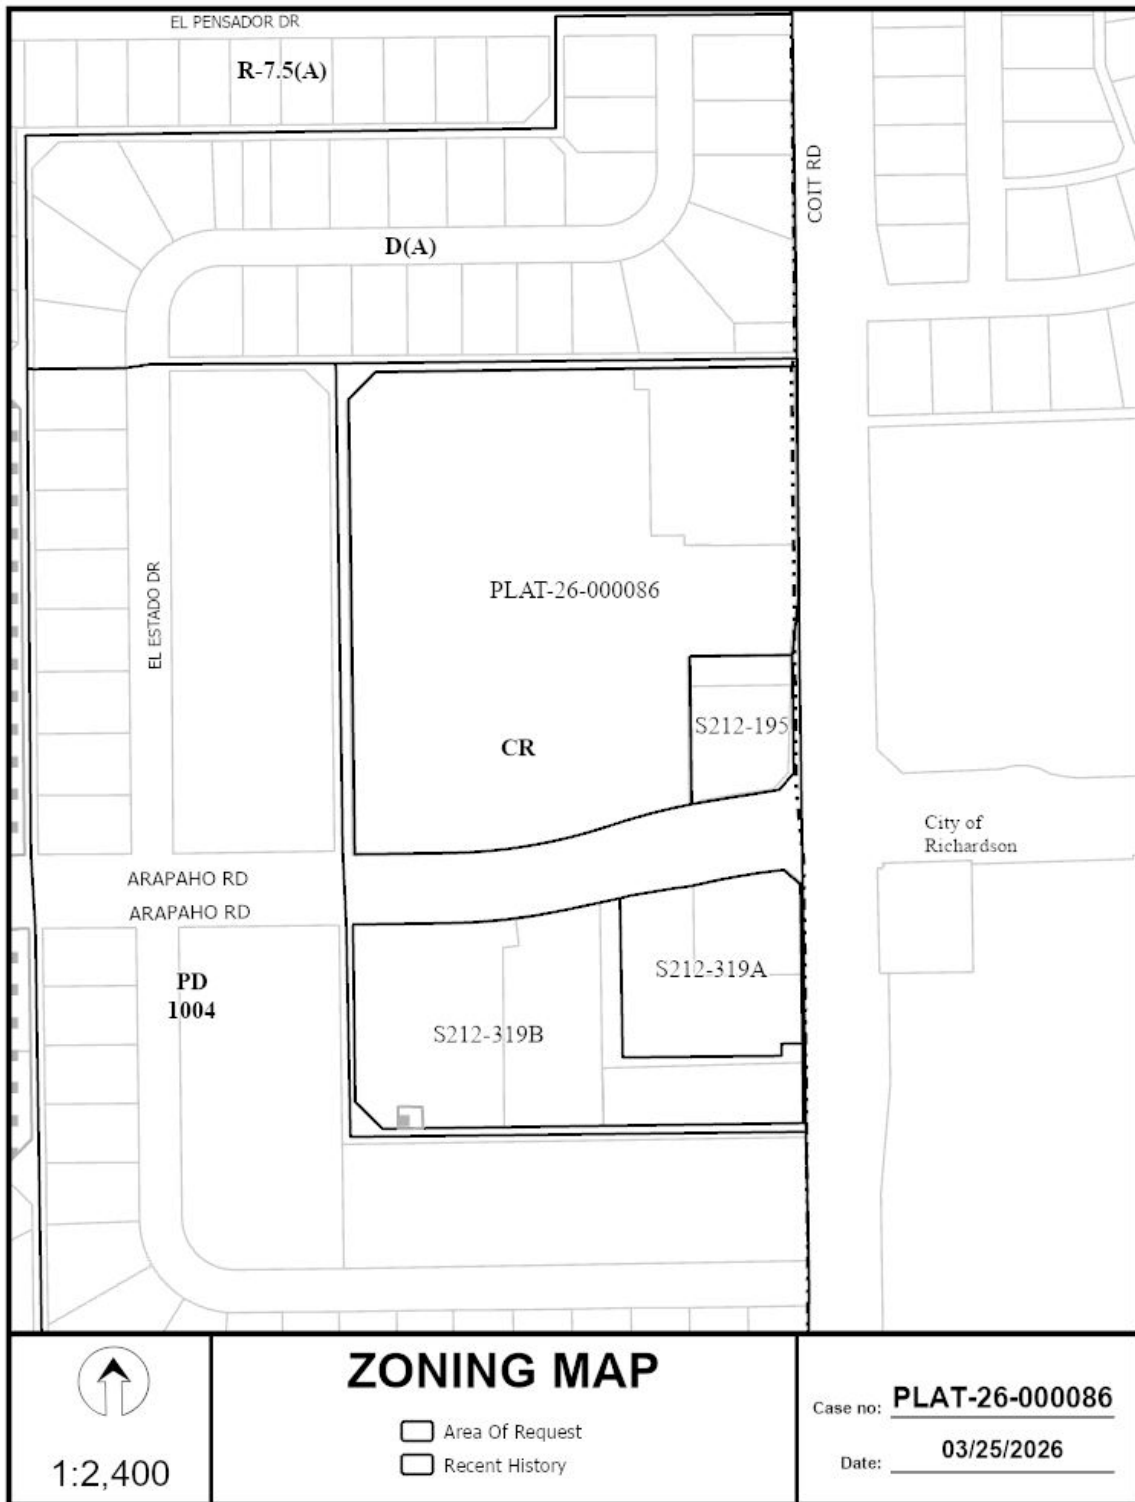 EL PENSADOR DR
R-7.5(A)
COIT RD
D(A)
PLAT-26-000086
EL ESTADO DR
S212-195
CR
City of
Richardson
ARAPAHO RD
ARAPAHO RD
S212-319A
PD
1004
S212-319B
1:2,400
ZONING MAP
Area Of Request
Recent History
Case no: PLAT-26-000086
Date: 03/25/2026